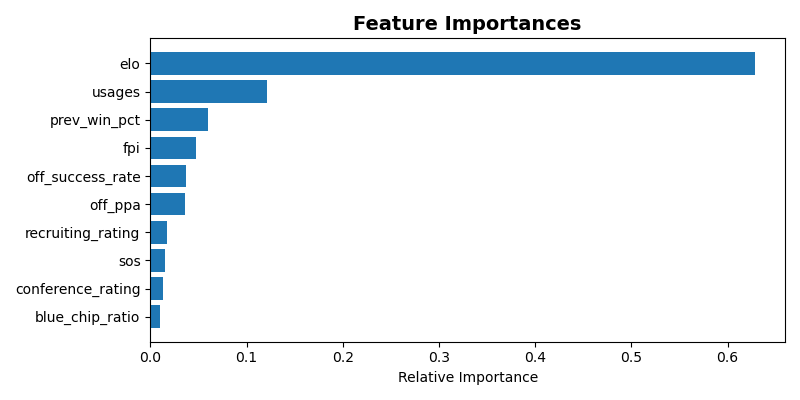 Feature Importances
elo
usages
prev_win_pct
fpi
off_success_rate
off_ppa
recruiting_rating
sos
conference_rating
blue_chip_ratio
0.0 0.1 0.2 0.3 0.4 0.5 0.6
Relative Importance